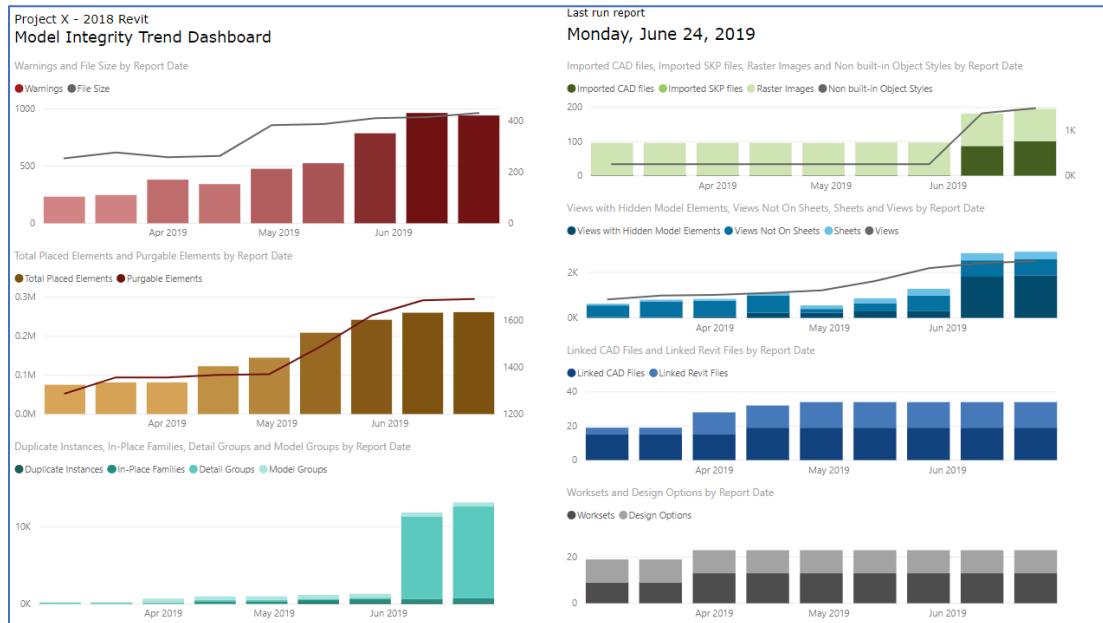 Project X - 2018 Revit
Model Integrity Trend Dashboard
Warnings and File Size by Report Date
Warnings File Size
1000
500
0
400
200
0
Apr 2019 May 2019 Jun 2019
Total Placed Elements and Purgable Elements by Report Date
Total Placed Elements Purgable Elements
0.3M
0.2M
0.1M
0.0M
1600
1400
1200
Apr 2019 May 2019 Jun 2019
Duplicate Instances, In-Place Families, Detail Groups and Model Groups by Report Date
Duplicate Instances In-Place Families Detail Groups Model Groups
10K
0K
Apr 2019 May 2019 Jun 2019
Last run report
Monday, June 24, 2019
Imported CAD files, Imported SKP files, Raster Images and Non built-in Object Styles by Report Date
Imported CAD files Imported SKP files Raster Images Non built-in Object Styles
200
100
0
1K
0K
Apr 2019 May 2019 Jun 2019
Views with Hidden Model Elements, Views Not On Sheets, Sheets and Views by Report Date
Views with Hidden Model Elements Views Not On Sheets Sheets Views
2K
0K
Apr 2019 May 2019 Jun 2019
Linked CAD Files and Linked Revit Files by Report Date
Linked CAD Files Linked Revit Files
40
20
0
Apr 2019 May 2019 Jun 2019
Worksets and Design Options by Report Date
Worksets Design Options
20
0
Apr 2019 May 2019 Jun 2019